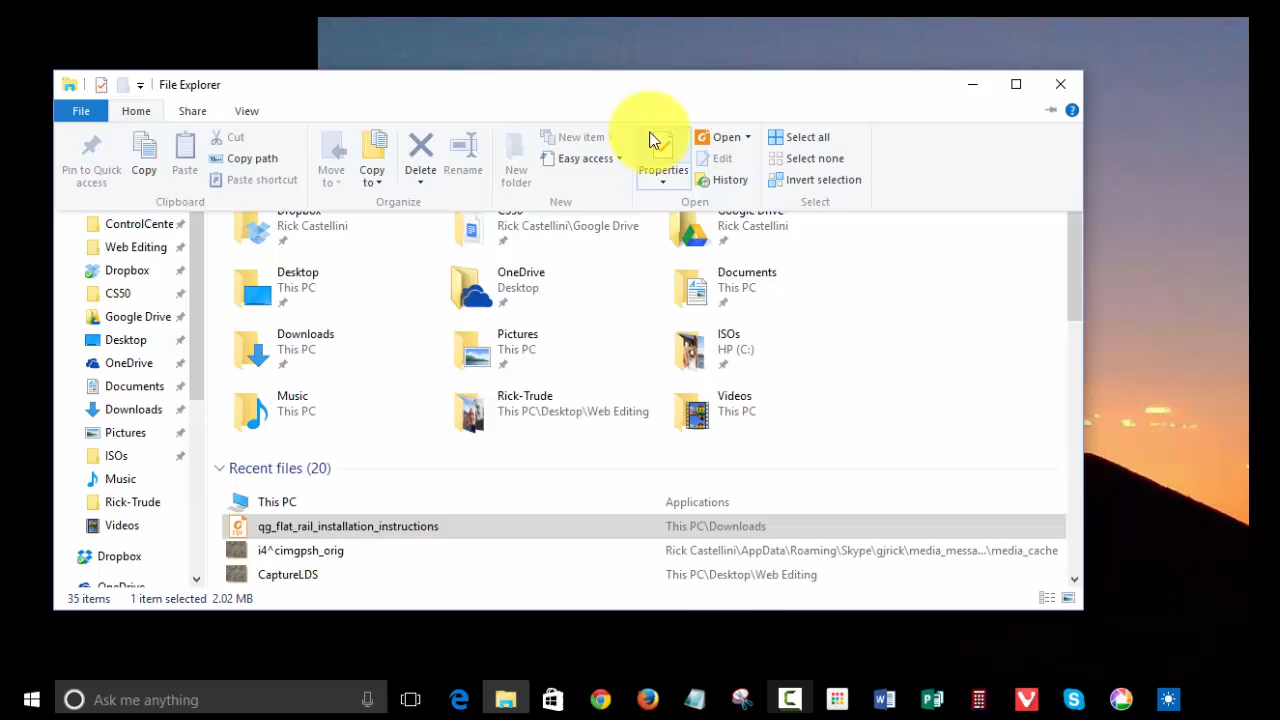 File Explorer
File Home Share View
Pin to Quick access
Copy
Paste
Cut
Copy path
Paste shortcut
Clipboard
Move to
Copy to
Delete
Rename
Organize
New folder
New item
Easy access
New
Properties
Open
Edit
History
Open
Select all
Select none
Invert selection
Select
ControlCente
Web Editing
Dropbox
CS50
Google Drive
Desktop
OneDrive
Documents
Downloads
Pictures
ISOs
Music
Rick-Trude
Videos
Dropbox
OneDrive
Dropbox
Rick Castellini
CS50
Rick Castellini\Google Drive
Google Drive
Rick Castellini
Desktop
This PC
OneDrive
Desktop
Documents
This PC
Downloads
This PC
Pictures
This PC
ISOs
HP (C:)
Music
This PC
Rick-Trude
This PC\Desktop\Web Editing
Videos
This PC
Recent files (20)
This PC Applications
qg_flat_rail_installation_instructions This PC\Downloads
i4^cimgpsh_orig Rick Castellini\AppData\Roaming\Skype\gjrick\media_messa...\media_cache
CaptureLDS This PC\Desktop\Web Editing
35 items 1 item selected 2.02 MB
Ask me anything